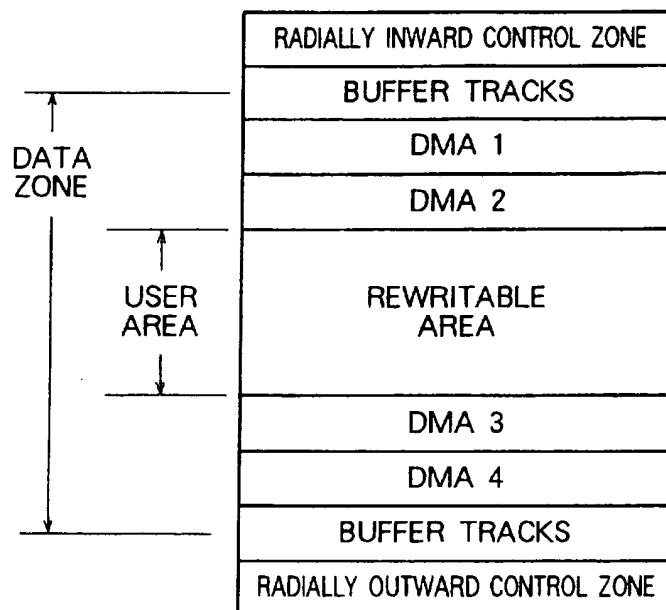 RADIALLY INWARD CONTROL ZONE
BUFFER TRACKS
DMA 1
DATA
ZONE
DMA 2
USER
AREA
REWRITABLE
AREA
DMA 3
DMA 4
BUFFER TRACKS
RADIALLY OUTWARD CONTROL ZONE